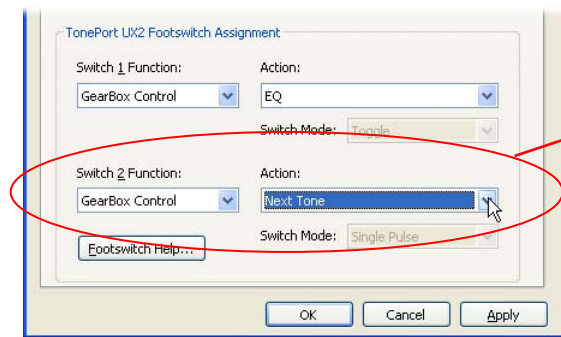 TonePort UX2 Footswitch Assignment
Switch 1 Function: Action:
GearBox Control EQ
Switch Mode: Toggle
Switch 2 Function: Action:
GearBox Control Next Tone
Switch Mode: Single Pulse
Footswitch Help...
OK Cancel Apply